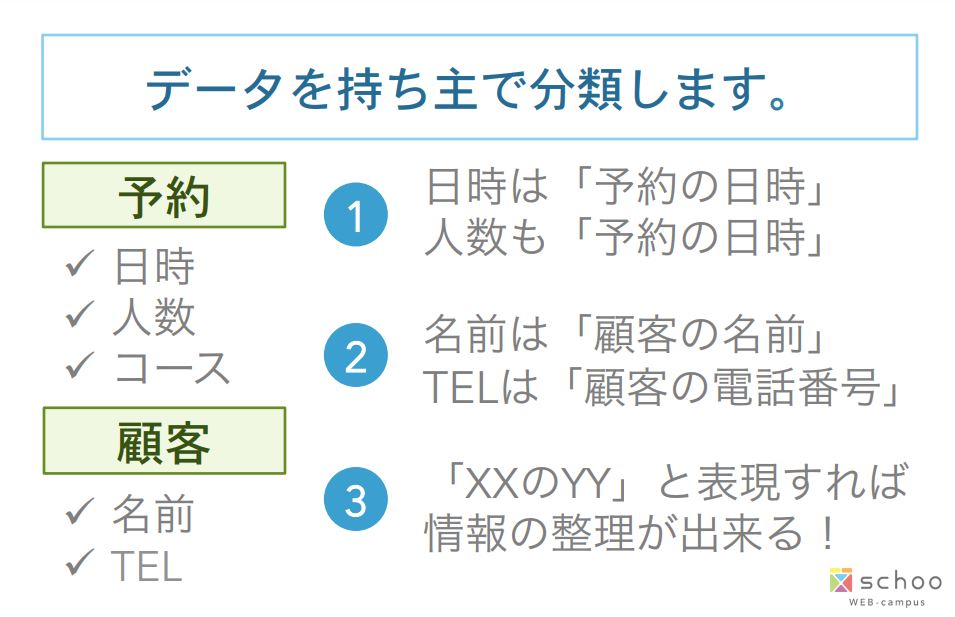 データを持ち主で分類します。
予約
✓ 日時
✓ 人数
✓ コース
顧客
✓ 名前
✓ TEL
1
日時は「予約の日時」
人数も「予約の日時」
2
名前は「顧客の名前」
TELは「顧客の電話番号」
3
「XXのYY」と表現すれば
情報の整理が出来る！
schoo
WEB-campus